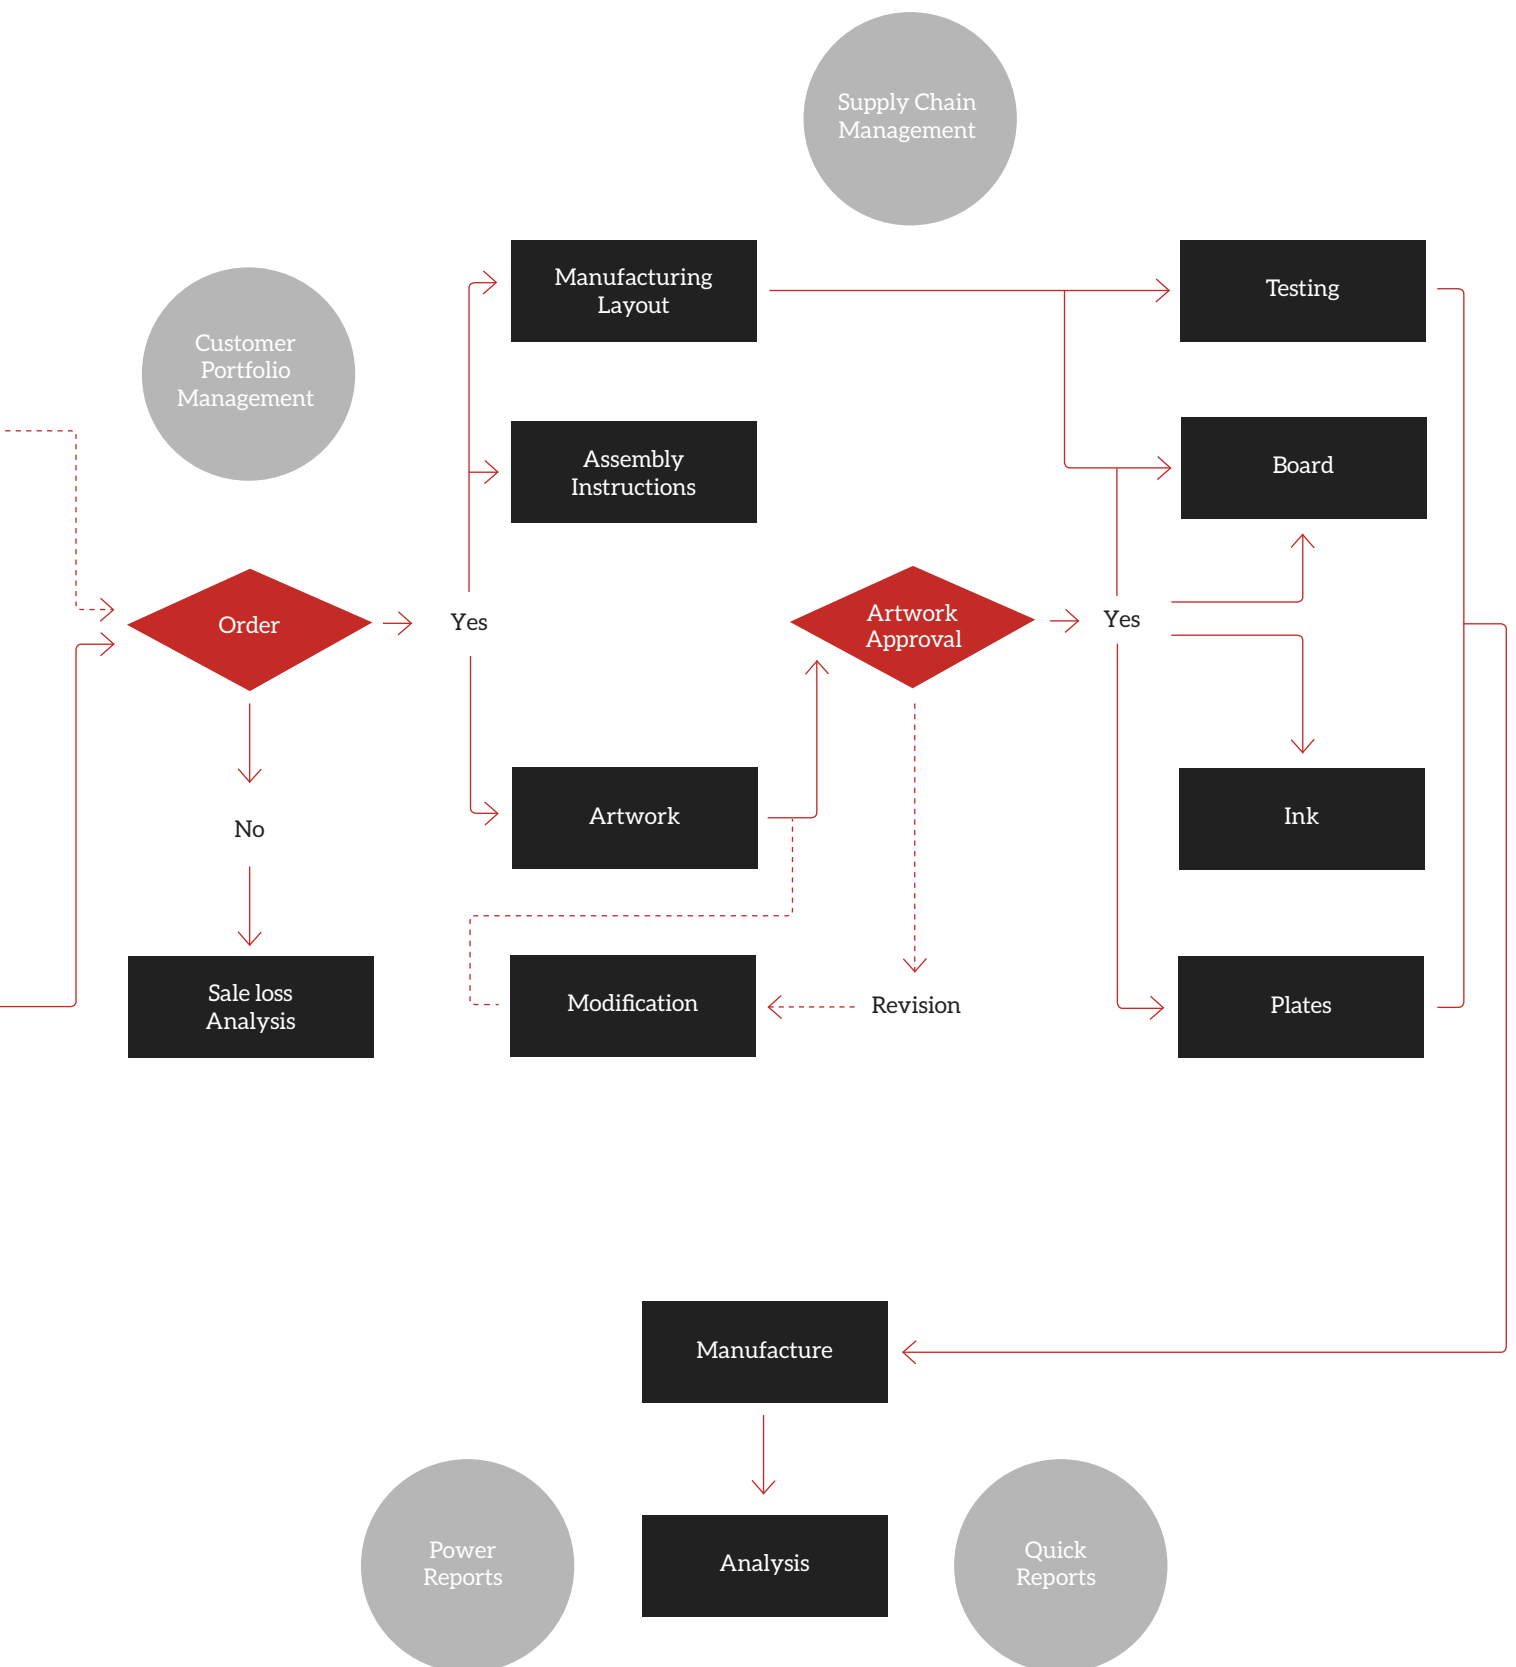 Supply Chain
Management
Customer
Portfolio
Management
Manufacturing
Layout
Testing
Assembly
Instructions
Board
Order
Yes
Artwork
Approval
Yes
No
Artwork
Ink
Sale loss
Analysis
Modification
Revision
Plates
Manufacture
Power
Reports
Analysis
Quick
Reports